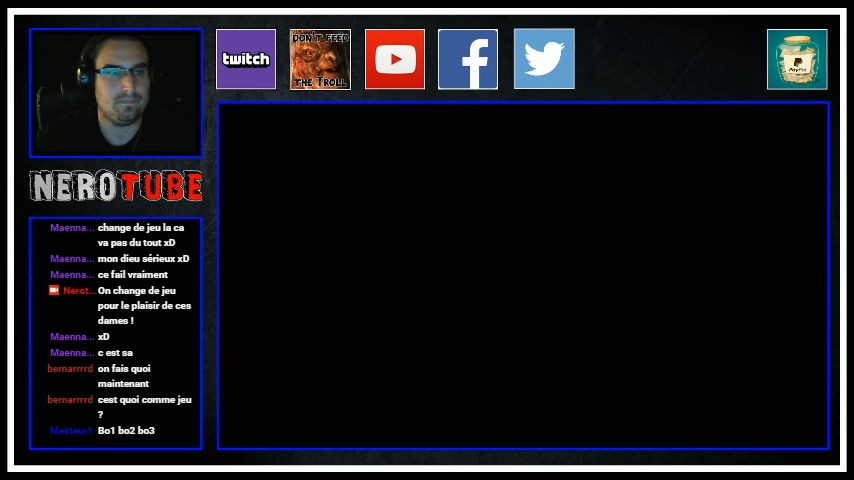 twitch
DON'T FEED
THE TROLL
PayPal
NEROTUBE
Maenna... change de jeu la ca
va pas du tout xD
Maenna... mon dieu sérieux xD
Maenna... ce fail vraiment
Nerot... On change de jeu
pour le plaisir de ces
dames !
Maenna... xD
Maenna... c est sa
bernarrrrd on fais quoi
maintenant
bernarrrrd cest quoi comme jeu
?
Masteur1 Bo1 bo2 bo3